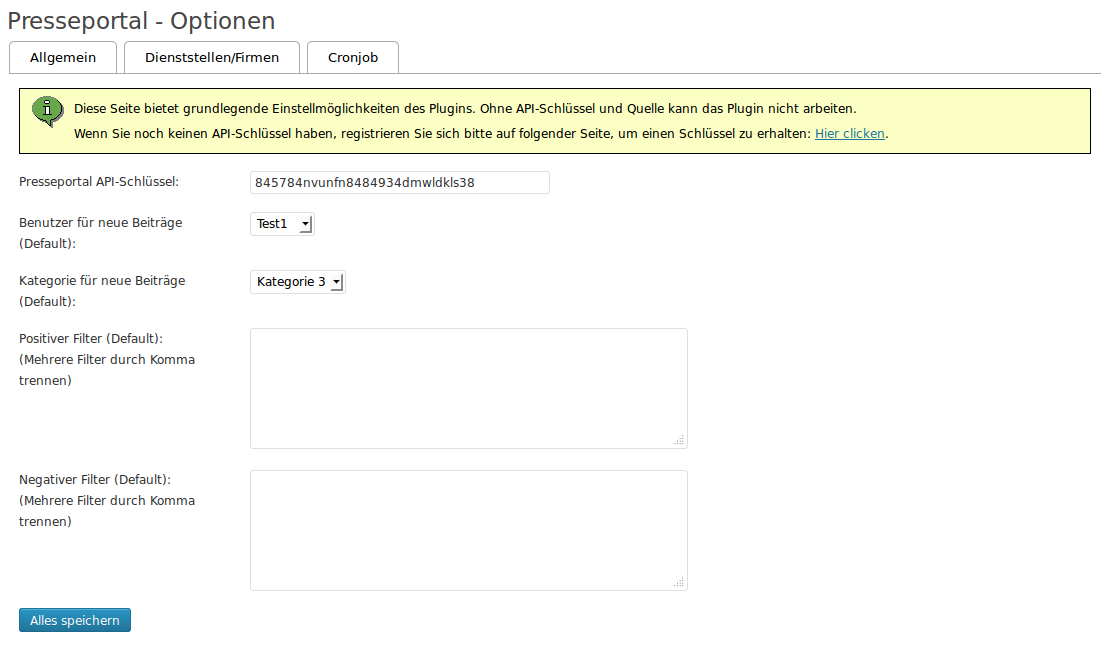 Presseportal - Optionen
Allgemein
Dienststellen/Firmen
Cronjob
Diese Seite bietet grundlegende Einstellmöglichkeiten des Plugins. Ohne API-Schlüssel und Quelle kann das Plugin nicht arbeiten.
Wenn Sie noch keinen API-Schlüssel haben, registrieren Sie sich bitte auf folgender Seite, um einen Schlüssel zu erhalten: Hier clicken.
Presseportal API-Schlüssel:
845784nvunfn8484934dmwldkls38
Benutzer für neue Beiträge
(Default):
Test1
Kategorie für neue Beiträge
(Default):
Kategorie 3
Positiver Filter (Default):
(Mehrere Filter durch Komma
trennen)
Negativer Filter (Default):
(Mehrere Filter durch Komma
trennen)
Alles speichern